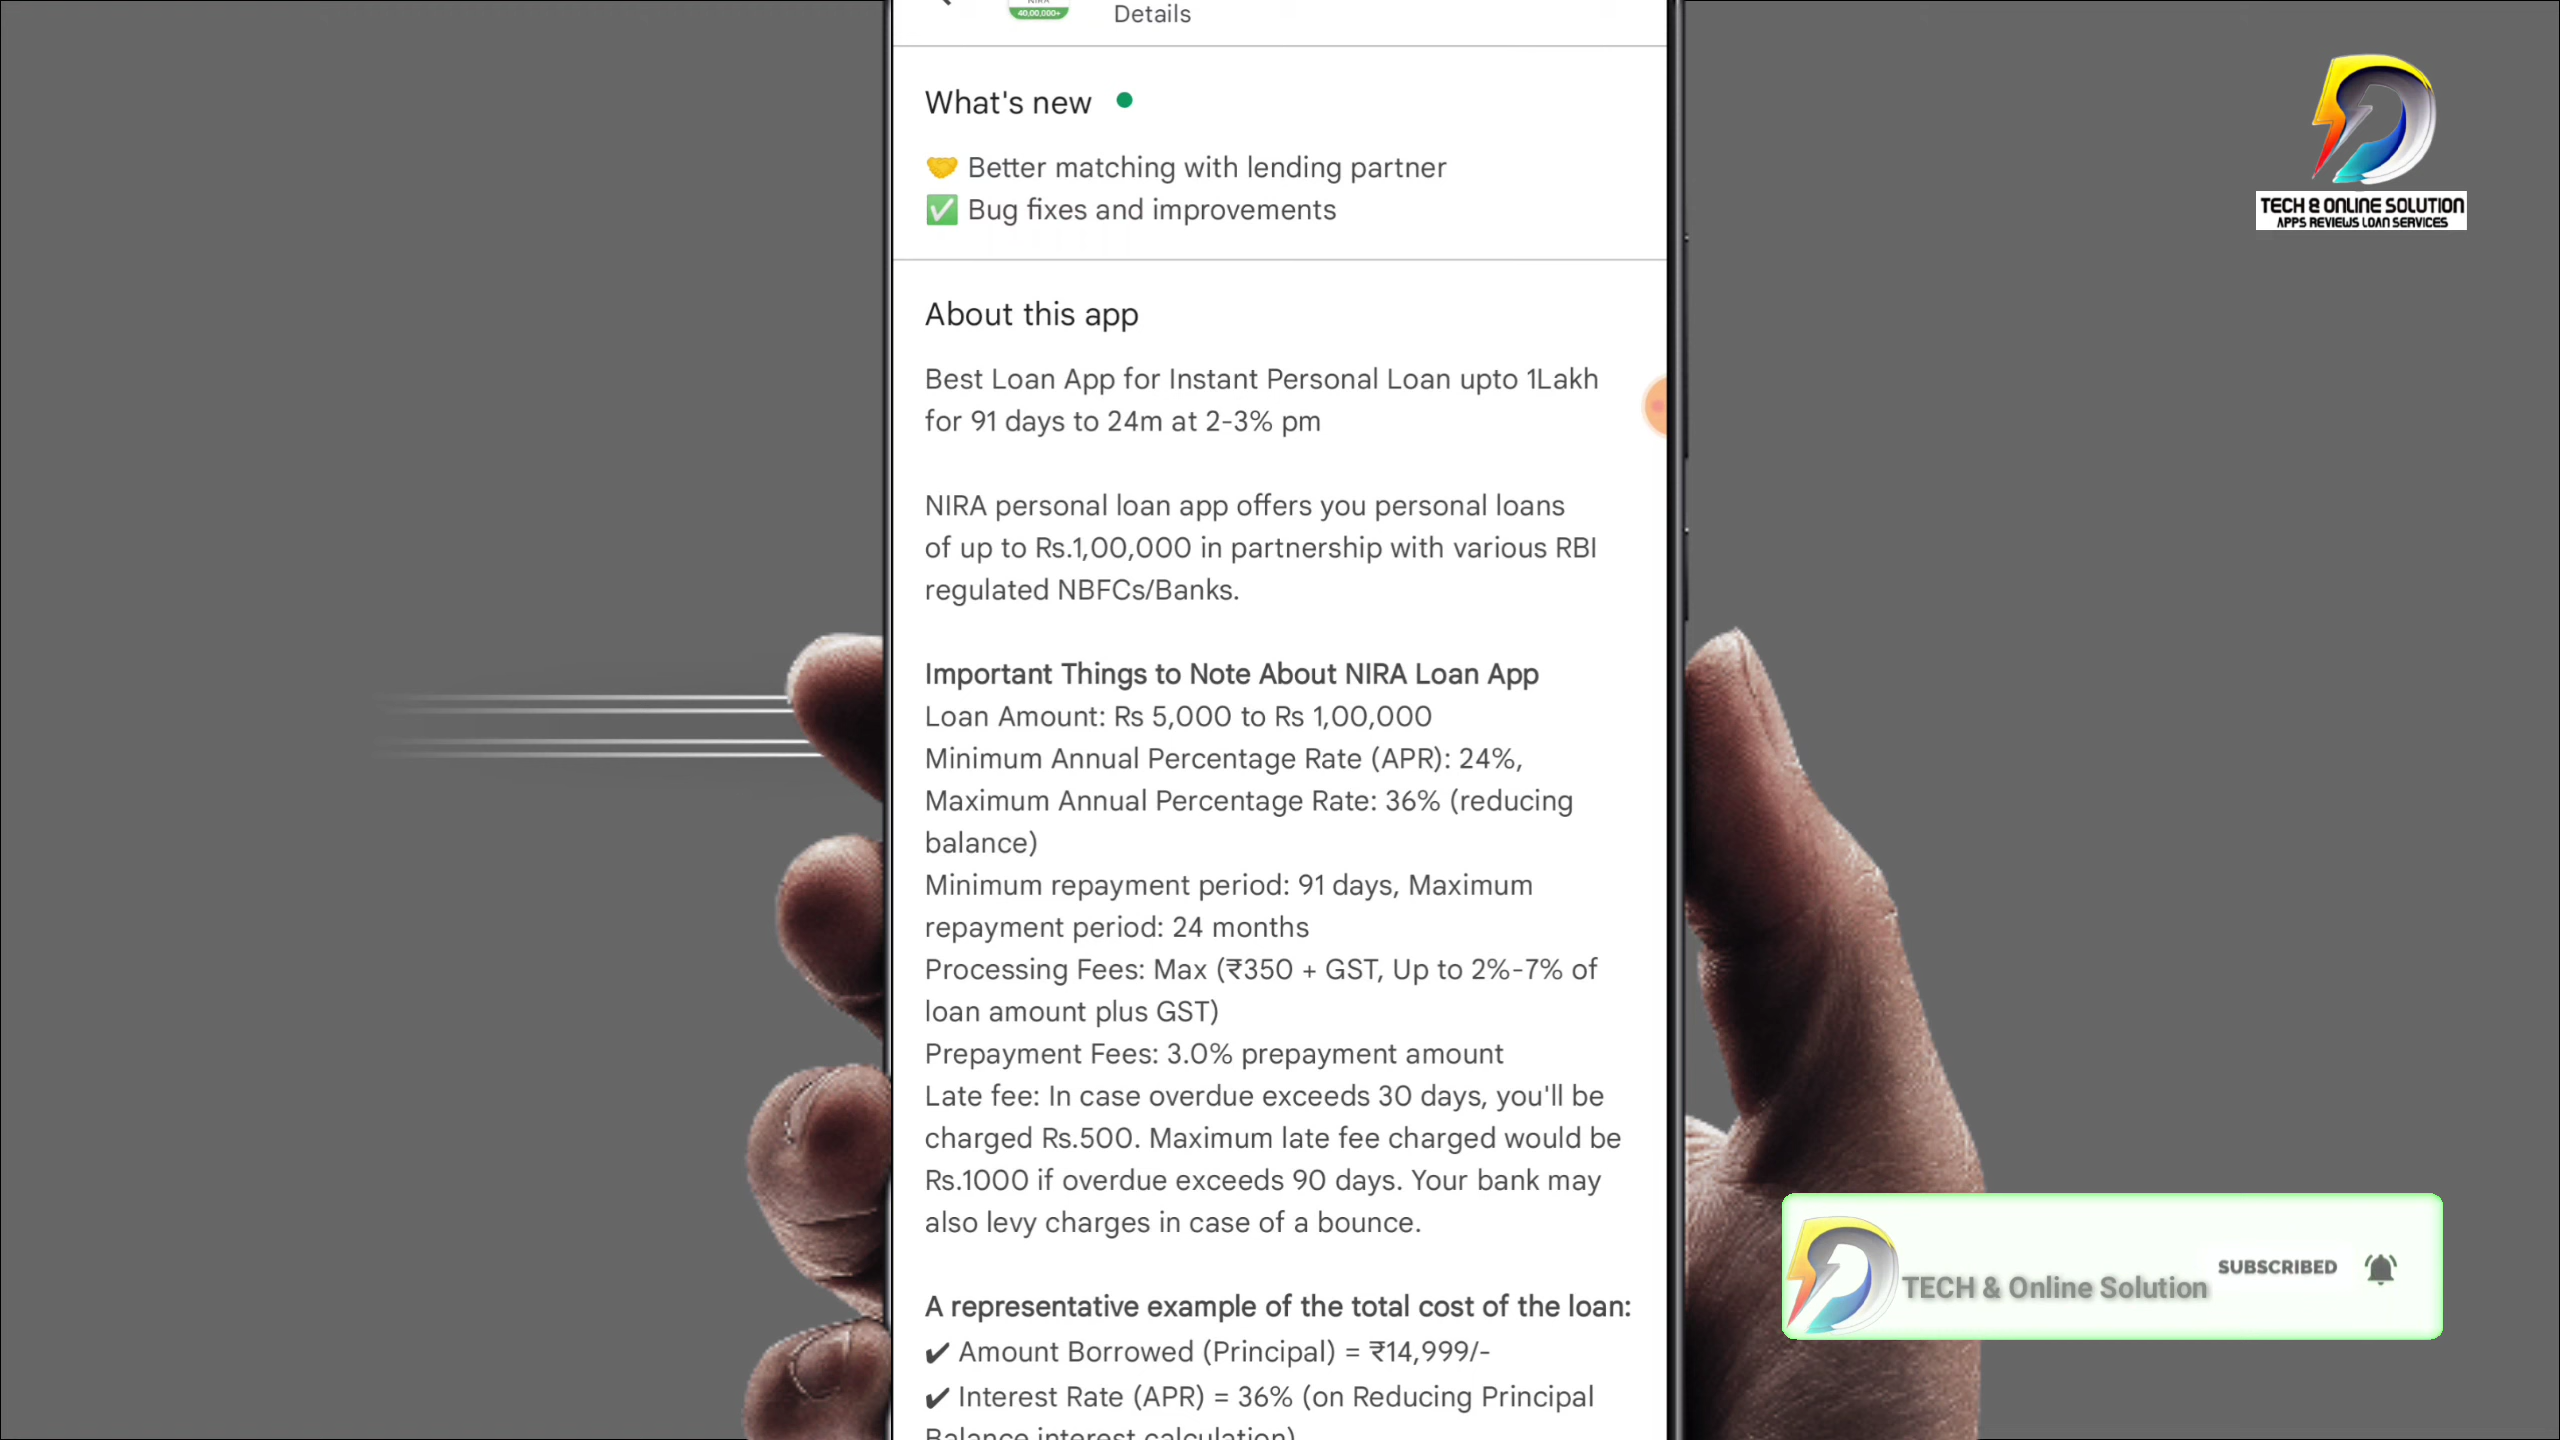 NIRA
40,00,000+
Details
What's new
🤝 Better matching with lending partner
✅ Bug fixes and improvements
About this app
Best Loan App for Instant Personal Loan upto 1Lakh
for 91 days to 24m at 2-3% pm
NIRA personal loan app offers you personal loans
of up to Rs.1,00,000 in partnership with various RBI
regulated NBFCs/Banks.
Important Things to Note About NIRA Loan App
Loan Amount: Rs 5,000 to Rs 1,00,000
Minimum Annual Percentage Rate (APR): 24%,
Maximum Annual Percentage Rate: 36% (reducing
balance)
Minimum repayment period: 91 days, Maximum
repayment period: 24 months
Processing Fees: Max (₹350 + GST, Up to 2%-7% of
loan amount plus GST)
Prepayment Fees: 3.0% prepayment amount
Late fee: In case overdue exceeds 30 days, you'll be
charged Rs.500. Maximum late fee charged would be
Rs.1000 if overdue exceeds 90 days. Your bank may
also levy charges in case of a bounce.
A representative example of the total cost of the loan:
✔ Amount Borrowed (Principal) = ₹14,999/-
✔ Interest Rate (APR) = 36% (on Reducing Principal
Balance interest calculation)
TECH & ONLINE SOLUTION
APPS REVIEWS LOAN SERVICES
TECH & Online Solution
SUBSCRIBED